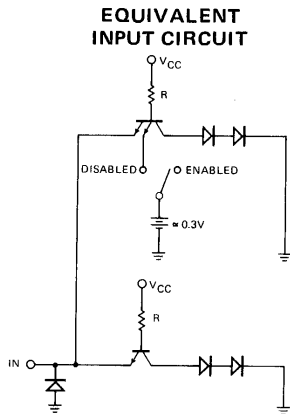 EQUIVALENT
INPUT CIRCUIT
VCC
R
DISABLED
ENABLED
≈ 0.3V
VCC
R
IN